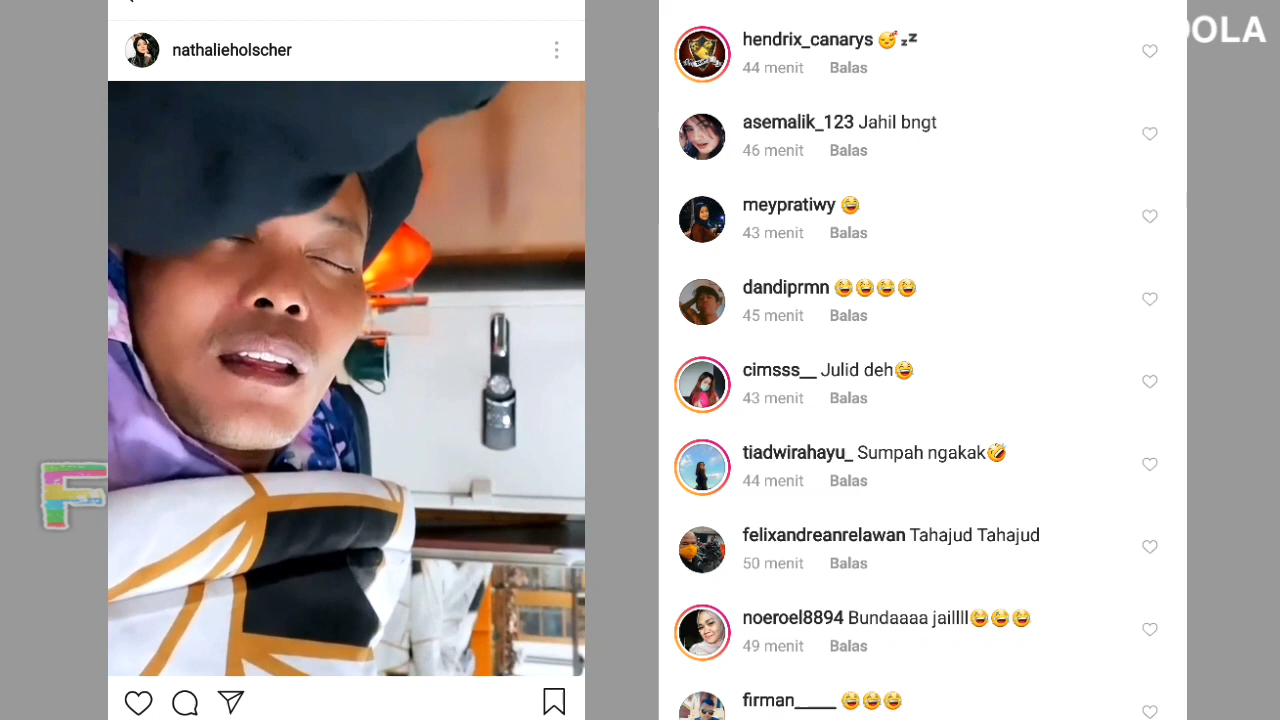 nathalieholscher
hendrix_canarys 😴💤
44 menit Balas
asemalik_123 Jahil bngt
46 menit Balas
meypratiwy 😂
43 menit Balas
dandiprmn 😂😂😂😂
45 menit Balas
cimsss__ Julid deh😂
43 menit Balas
tiadwirahayu_ Sumpah ngakak🤣
44 menit Balas
felixandreanrelawan Tahajud Tahajud
50 menit Balas
noeroel8894 Bundaaaa jaillll😂😂😂
49 menit Balas
firman_____ 😂😂😂
OLA
F